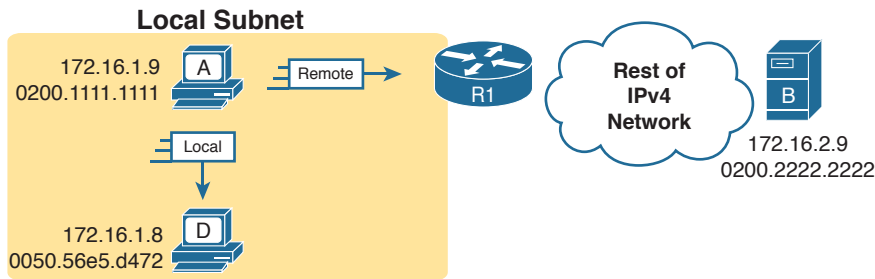 Local Subnet
172.16.1.9
0200.1111.1111
A
Remote
R1
Rest of
IPv4
Network
B
172.16.2.9
0200.2222.2222
Local
172.16.1.8
0050.56e5.d472
D